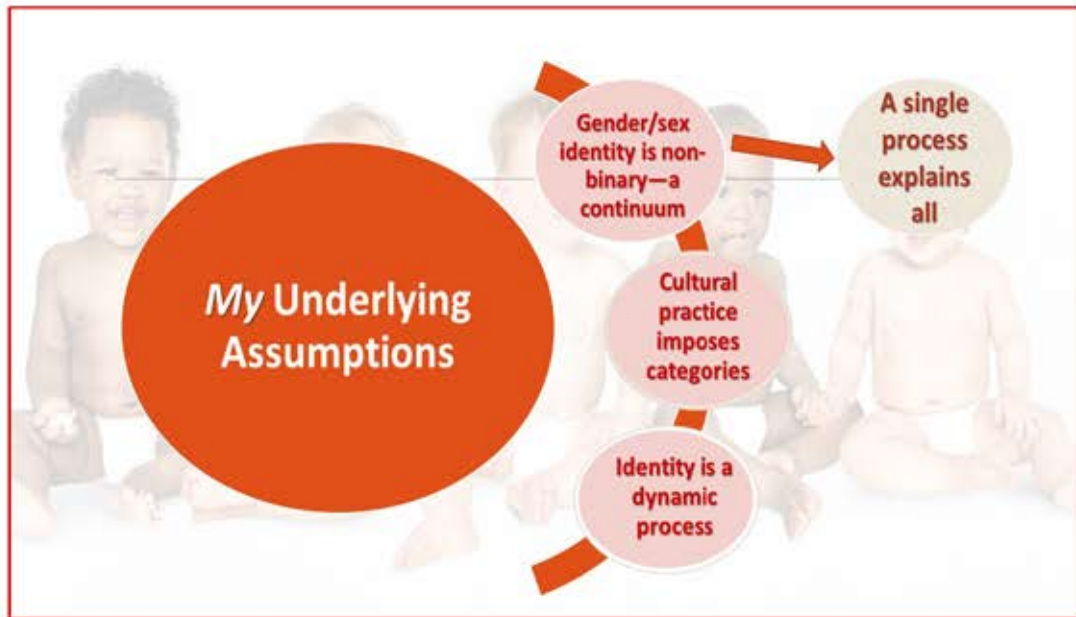 My Underlying
Assumptions
Gender/sex
identity is non-
binary—a
continuum
A single
process
explains
all
Cultural
practice
imposes
categories
Identity is a
dynamic
process